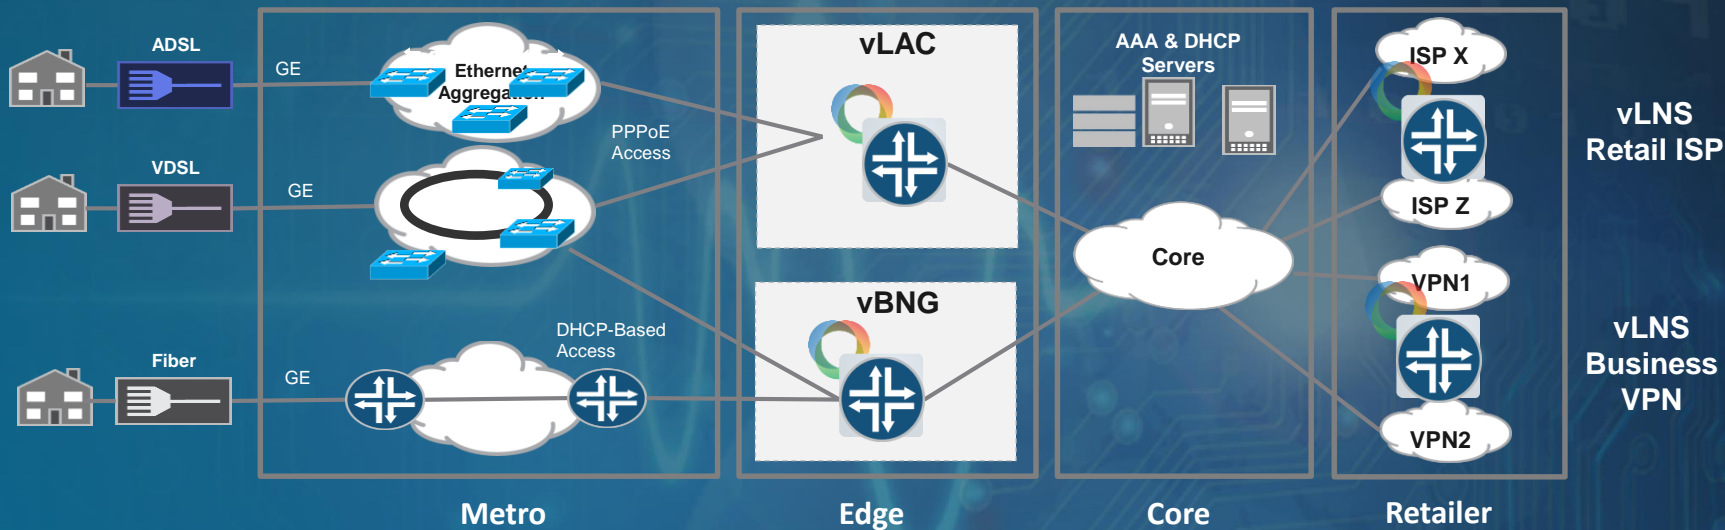 ADSL
GE
Ethernet
Aggregation
PPPoE
Access
VDSL
GE
Fiber
GE
DHCP-Based
Access
vLAC
vBNG
AAA & DHCP
Servers
Core
ISP X
ISP Z
VPN1
VPN2
vLNS
Retail ISP
vLNS
Business
VPN
Metro
Edge
Core
Retailer